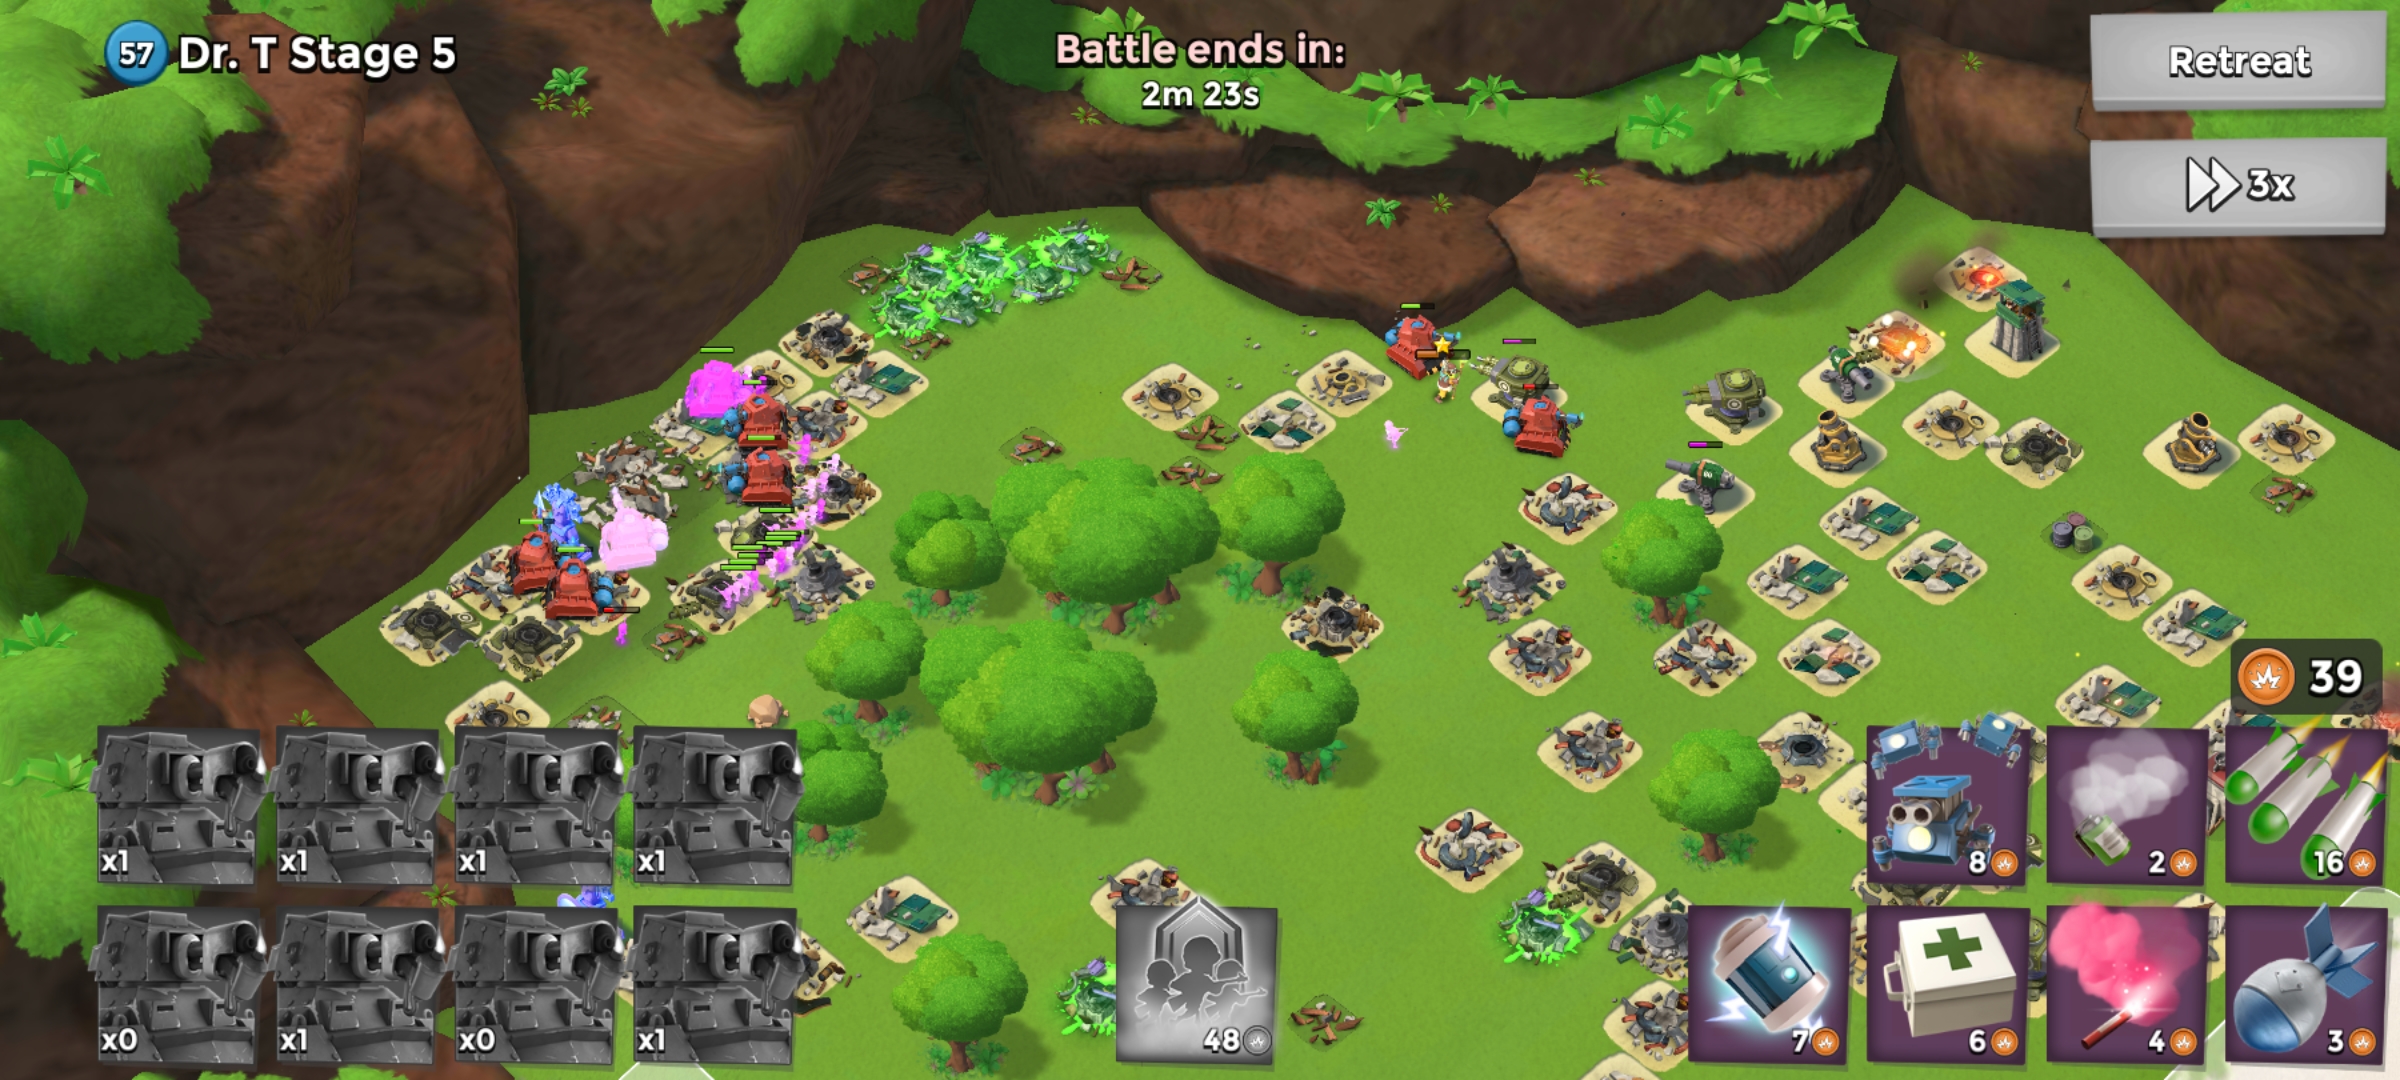 57 Dr. T Stage 5
Battle ends in:
2m 23s
Retreat
3x
39
x1
x1
x1
x1
8
2
16
x0
x1
x0
x1
48
7
6
4
3